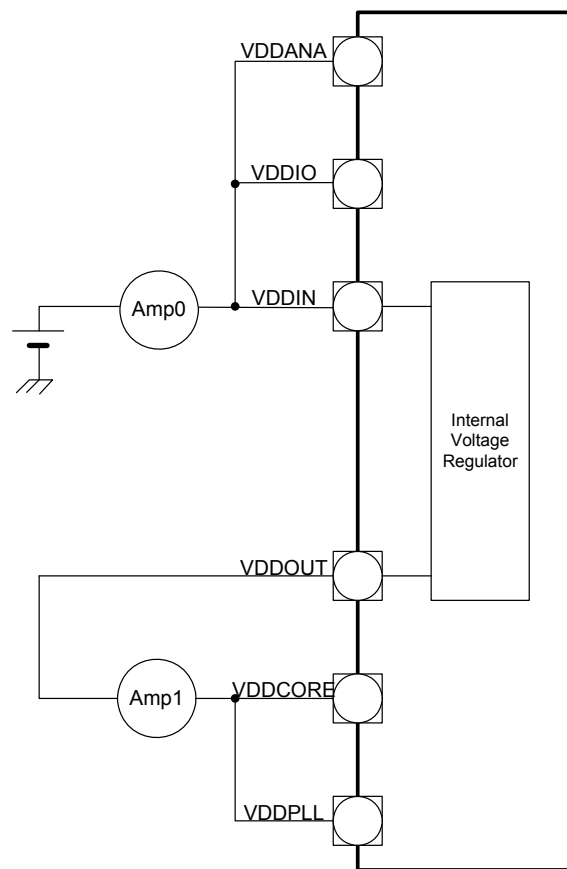 VDDANA
VDDIO
Amp0
VDDIN
Internal
Voltage
Regulator
VDDOUT
Amp1
VDDCORE
VDDPLL